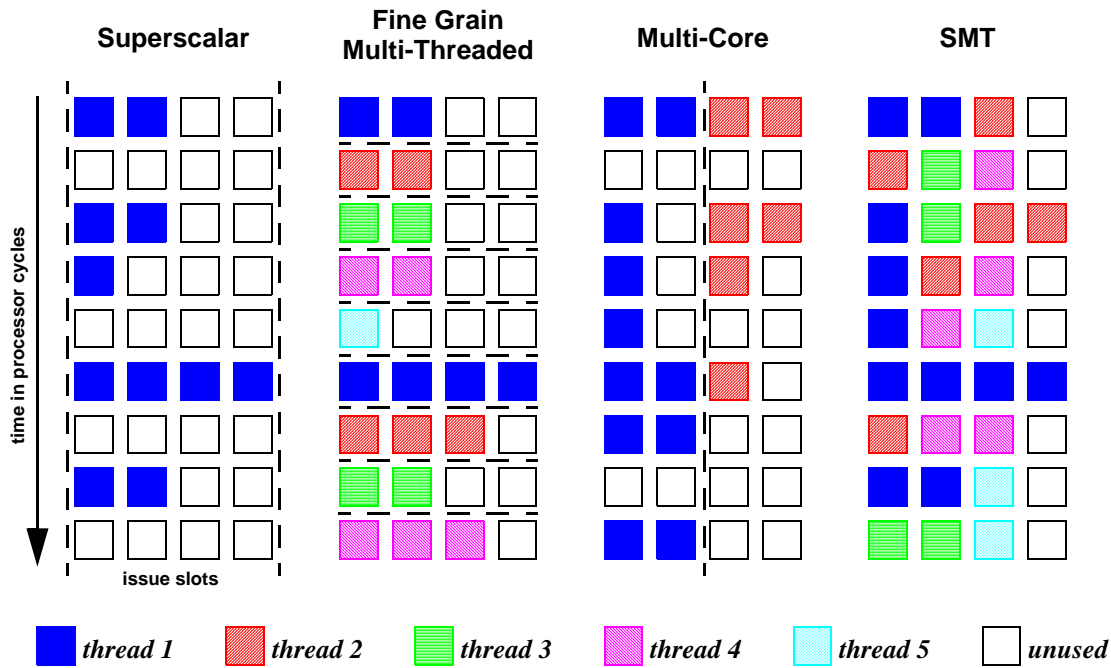 Superscalar
Fine Grain
Multi-Threaded
Multi-Core
SMT
time in processor cycles
issue slots
thread 1
thread 2
thread 3
thread 4
thread 5
unused